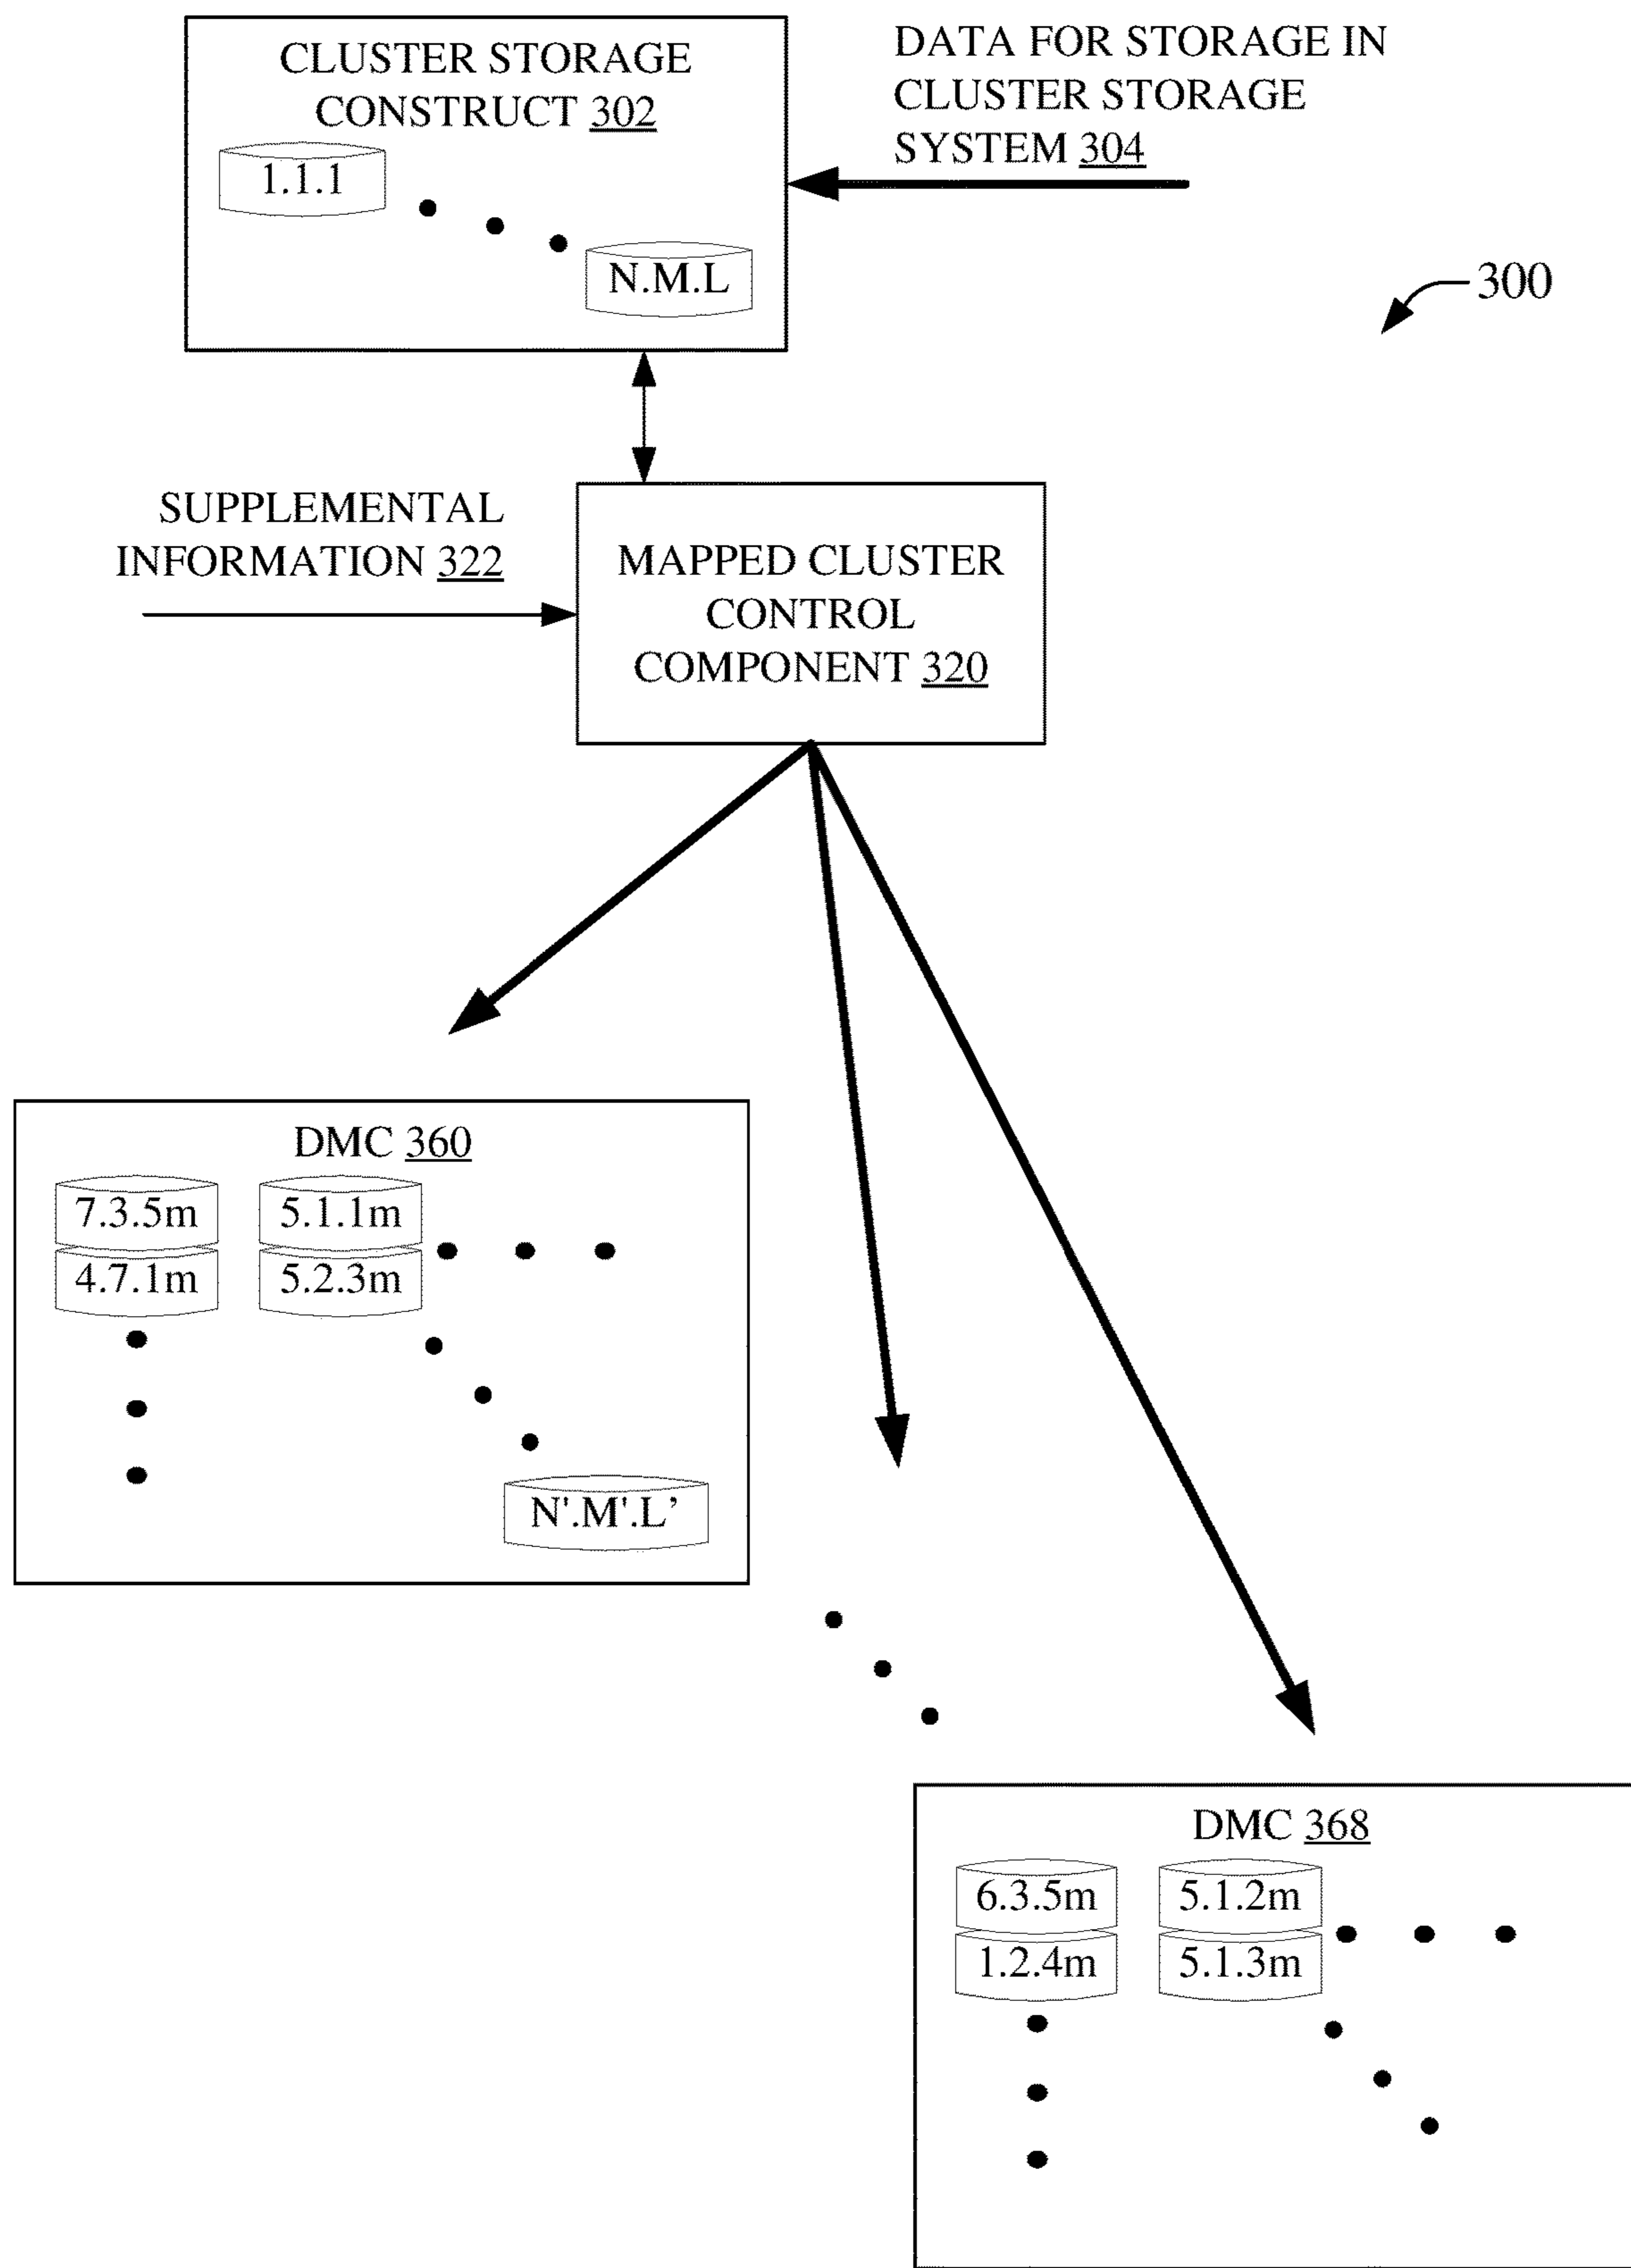 CLUSTER STORAGE
CONSTRUCT 302
1.1.1
N.M.L
DATA FOR STORAGE IN
CLUSTER STORAGE
SYSTEM 304
300
SUPPLEMENTAL
INFORMATION 322
MAPPED CLUSTER
CONTROL
COMPONENT 320
DMC 360
7.3.5m 5.1.1m
4.7.1m 5.2.3m
N'.M'.L’
DMC 368
6.3.5m 5.1.2m
1.2.4m 5.1.3m